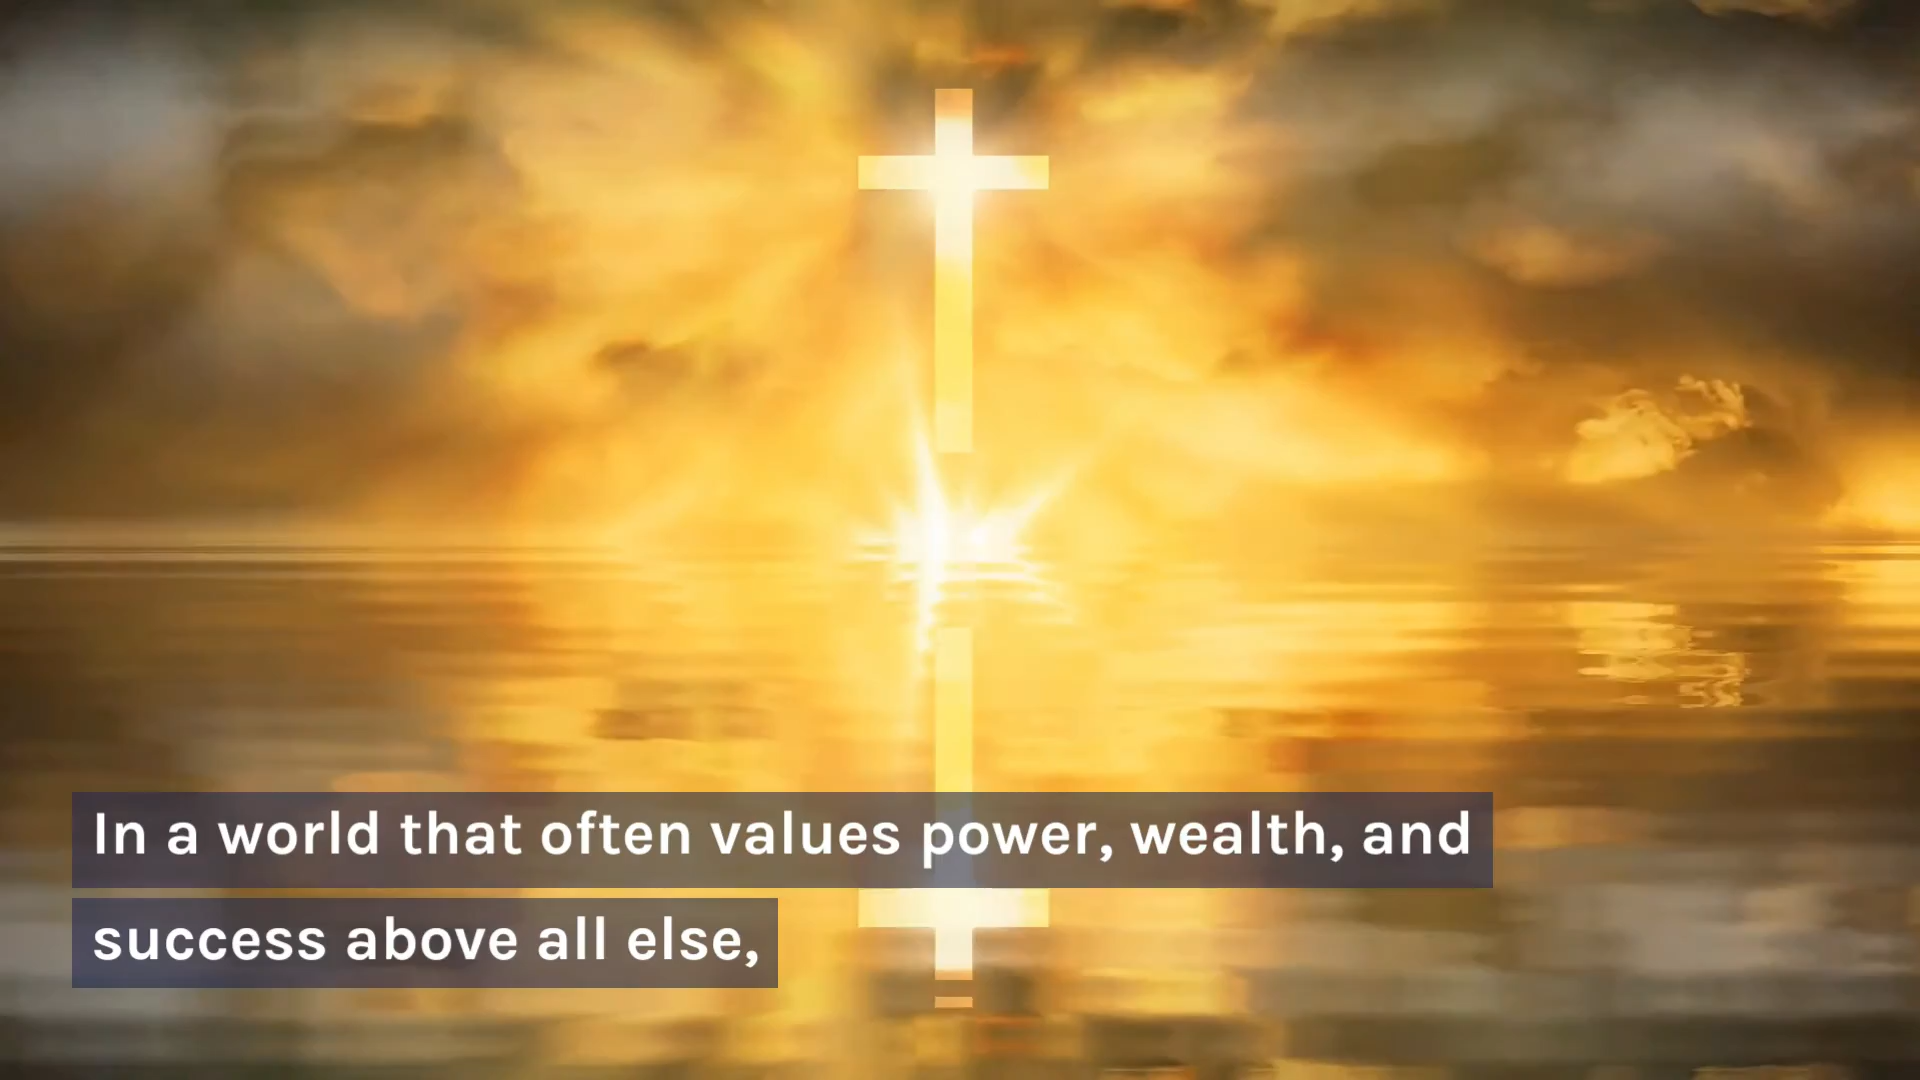 In a world that often values power, wealth, and
success above all else,